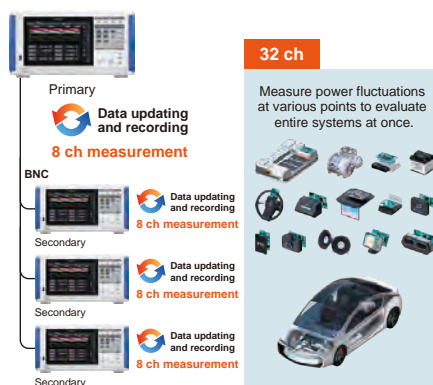 Primary
Data updating
and recording
8 ch measurement
BNC
Data updating
and recording
8 ch measurement
Secondary
Data updating
and recording
8 ch measurement
Secondary
Data updating
and recording
8 ch measurement
Secondary
32 ch
Measure power fluctuations
at various points to evaluate
entire systems at once.